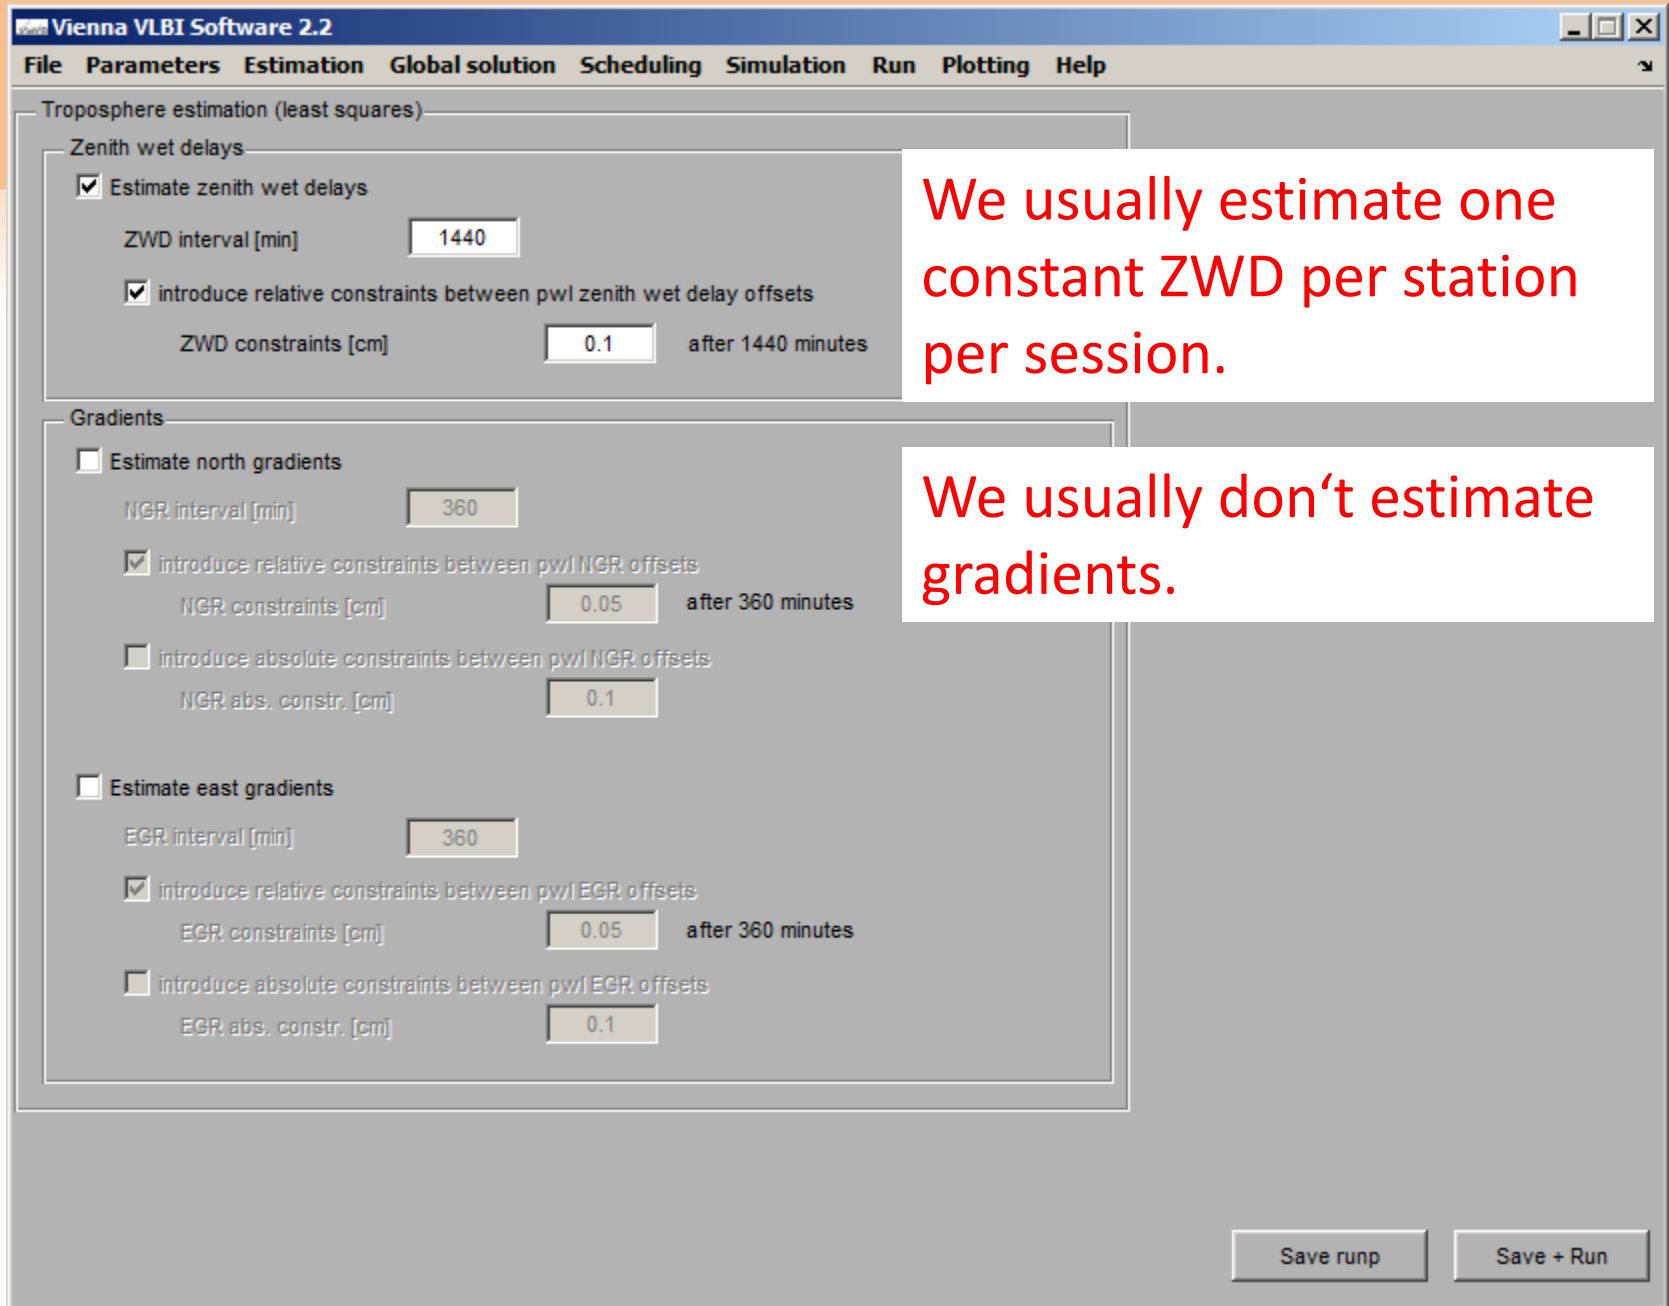 Vienna VLBI Software 2.2
File Parameters Estimation Global solution Scheduling Simulation Run Plotting Help
Troposphere estimation (least squares)
Zenith wet delays
Estimate zenith wet delays
ZWD interval [min] 1440
introduce relative constraints between pwl zenith wet delay offsets
ZWD constraints [cm] 0.1 after 1440 minutes
We usually estimate one
constant ZWD per station
per session.
Gradients
Estimate north gradients
NGR interval [min] 360
introduce relative constraints between pwl NGR offsets
NGR constraints [cm] 0.05 after 360 minutes
introduce absolute constraints between pwl NGR offsets
NGR abs. constr. [cm] 0.1
We usually don‘t estimate
gradients.
Estimate east gradients
EGR interval [min] 360
introduce relative constraints between pwl EGR offsets
EGR constraints [cm] 0.05 after 360 minutes
introduce absolute constraints between pwl EGR offsets
EGR abs. constr. [cm] 0.1
Save runp Save + Run